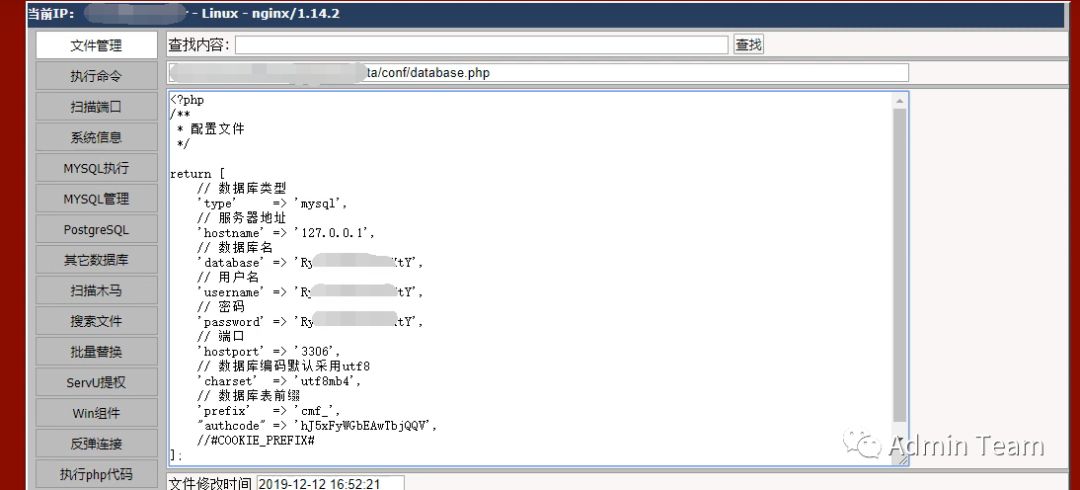 当前IP: - Linux - nginx/1.14.2
文件管理
执行命令
扫描端口
系统信息
MYSQL执行
MYSQL管理
PostgreSQL
其它数据库
扫描木马
搜索文件
批量替换
ServU提权
Win组件
反弹连接
执行php代码
查找内容:
查找
ta/conf/database.php
<?php
/**
 * 配置文件
 */
return [
// 数据库类型
'type' => 'mysql',
// 服务器地址
'hostname' => '127.0.0.1',
// 数据库名
'database' => 'Ry tY',
// 用户名
'username' => 'R tY',
// 密码
'password' => 'Ry tY',
// 端口
'hostport' => '3306',
// 数据库编码默认采用utf8
'charset' => 'utf8mb4',
// 数据库表前缀
'prefix' => 'cmf_',
"authcode" => 'hJ5xFyWGbEAwTbjQQV',
//#COOKIE_PREFIX#
];
文件修改时间 2019-12-12 16:52:21
Admin Team